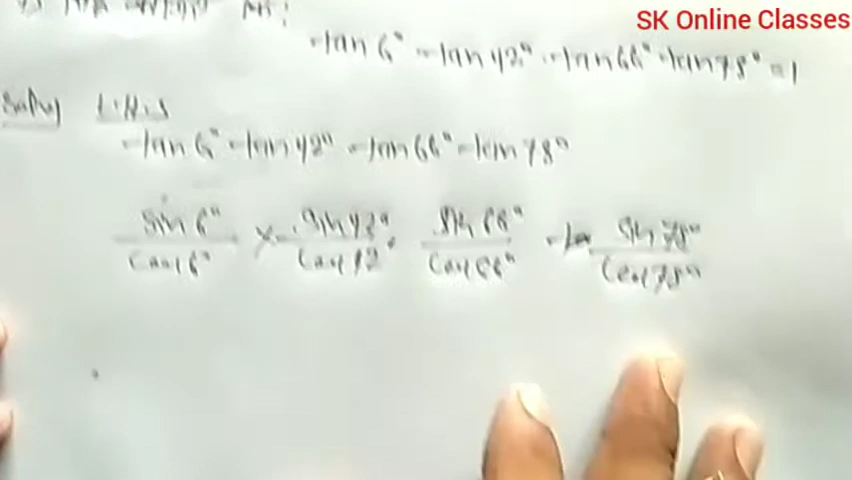 SK Online Classes
tan 6° tan 42° · tan 66° tan 78° = 1
L.H.S
tan 6° tan 42° tan 66° tan 78°
sin 6° × sin 42° · sin 66° sin 78°
cos 6° cos 42 cos 66° cos 78°